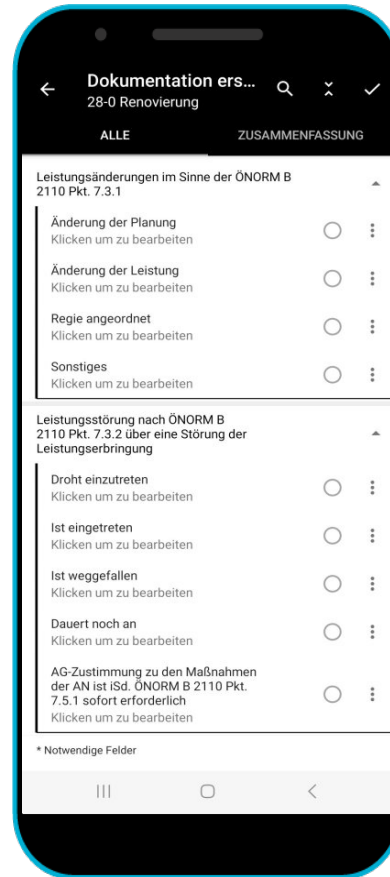 Dokumentation ers...
28-0 Renovierung
ALLE
ZUSAMMENFASSUNG
Leistungsänderungen im Sinne der ÖNORM B
2110 Pkt. 7.3.1
Änderung der Planung
Klicken um zu bearbeiten
Änderung der Leistung
Klicken um zu bearbeiten
Regie angeordnet
Klicken um zu bearbeiten
Sonstiges
Klicken um zu bearbeiten
Leistungsstörung nach ÖNORM B
2110 Pkt. 7.3.2 über eine Störung der
Leistungserbringung
Droht einzutreten
Klicken um zu bearbeiten
Ist eingetreten
Klicken um zu bearbeiten
Ist weggefallen
Klicken um zu bearbeiten
Dauert noch an
Klicken um zu bearbeiten
AG-Zustimmung zu den Maßnahmen
der AN ist iSd. ÖNORM B 2110 Pkt.
7.5.1 sofort erforderlich
Klicken um zu bearbeiten
* Notwendige Felder